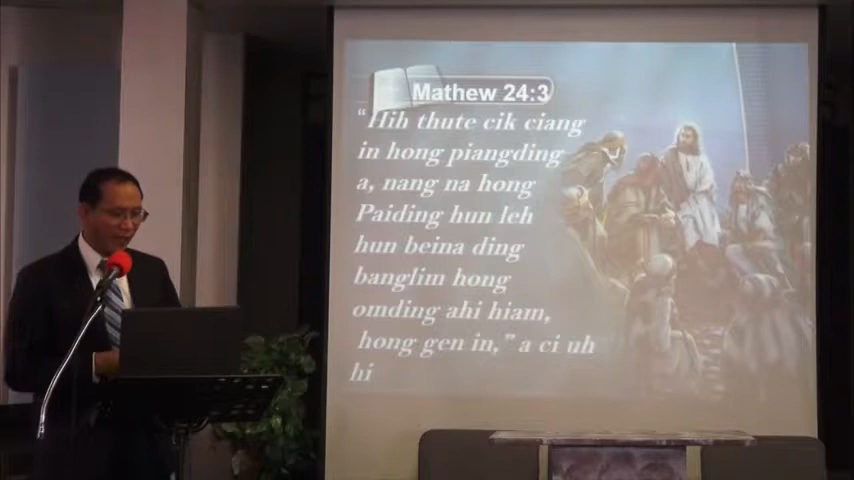 Mathew 24:3
“Hih thute cik ciang
in hong piangding
a, nang na hong
Paiding hun leh
hun beina ding
banglim hong
omding ahi hiam,
hong gen in,” a ci uh
hi